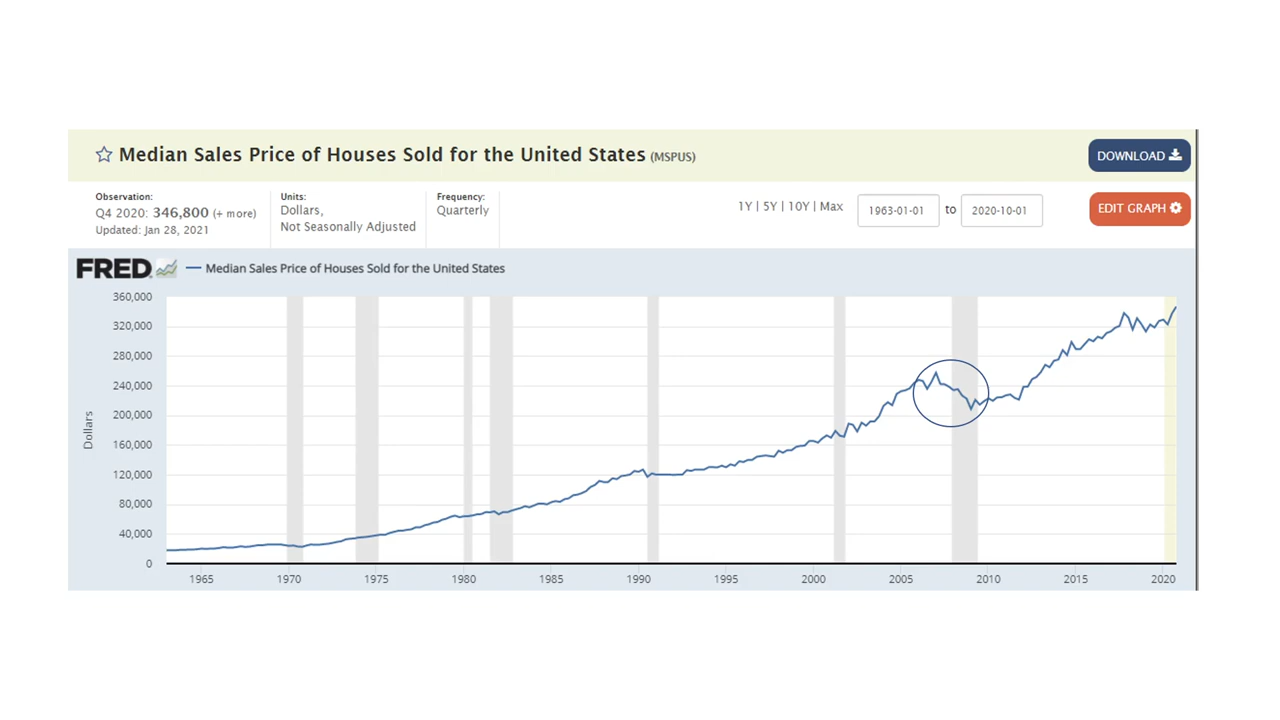 Median Sales Price of Houses Sold for the United States (MSPUS)
DOWNLOAD
Observation:
Q4 2020: 346,800 (+ more)
Updated: Jan 28, 2021
Units:
Dollars,
Not Seasonally Adjusted
Frequency:
Quarterly
1Y | 5Y | 10Y | Max
1963-01-01 to 2020-10-01
EDIT GRAPH
FRED
Median Sales Price of Houses Sold for the United States
Dollars
360,000
320,000
280,000
240,000
200,000
160,000
120,000
80,000
40,000
0
1965 1970 1975 1980 1985 1990 1995 2000 2005 2010 2015 2020